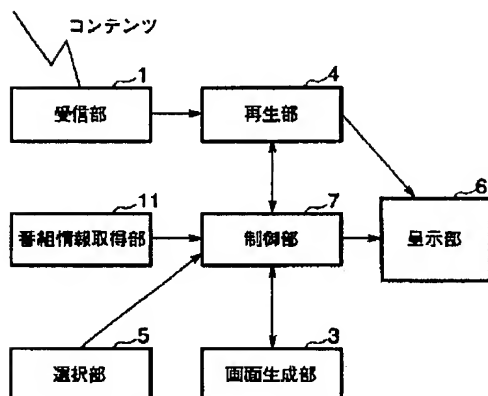 コンテンツ
1
受信部
4
再生部
6
呈示部
11
番組情報取得部
7
制御部
5
選択部
3
画面生成部